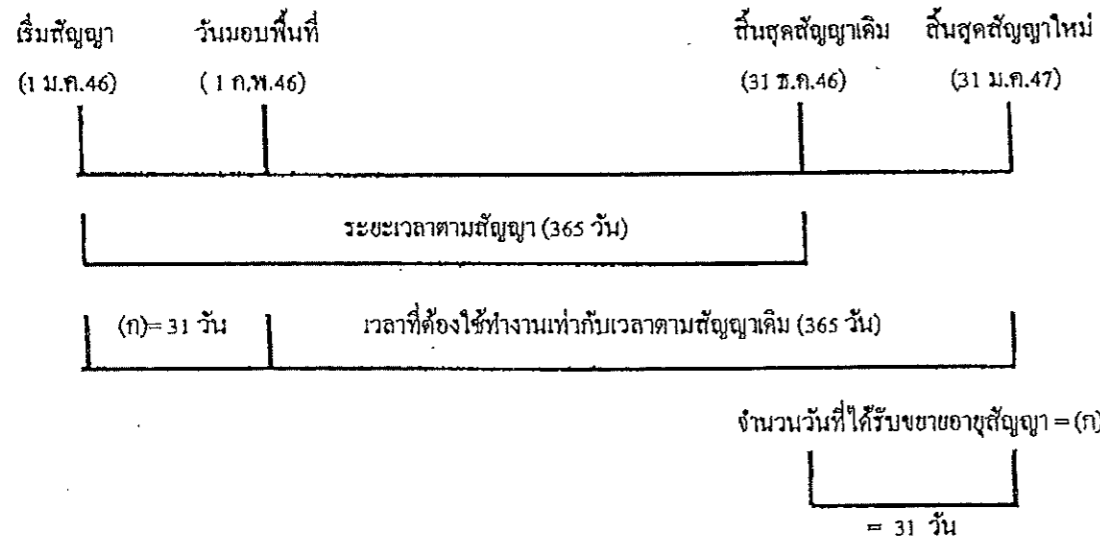 เริ่มสัญญา วันมอบพื้นที่ สิ้นสุดสัญญาเดิม สิ้นสุดสัญญาใหม่
(1 ม.ค.46) ( 1 ก.พ.46) (31 ธ.ค.46) (31 ม.ค.47)
ระยะเวลาตามสัญญา (365 วัน)
(ก)= 31 วัน เวลาที่ต้องใช้ทำงานเท่ากับเวลาตามสัญญาเดิม (365 วัน)
จำนวนวันที่ได้รับขยายอายุสัญญา = (ก)
= 31 วัน